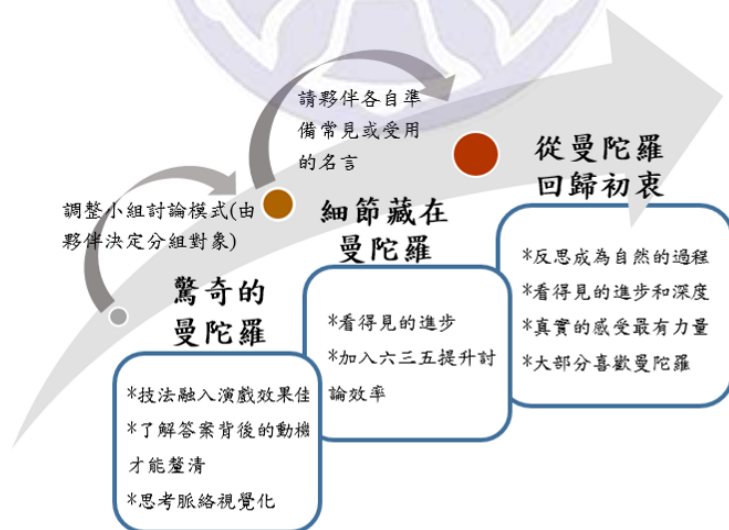 調整小組討論模式(由
夥伴決定分組對象)
請夥伴各自準
備常見或受用
的名言
驚奇的
曼陀羅
*技法融入演戲效果佳
*了解答案背後的動機
才能釐清
*思考脈絡視覺化
細節藏在
曼陀羅
*看得見的進步
*加入六三五提升討
論效率
從曼陀羅
回歸初衷
*反思成為自然的過程
*看得見的進步和深度
*真實的感受最有力量
*大部分喜歡曼陀羅